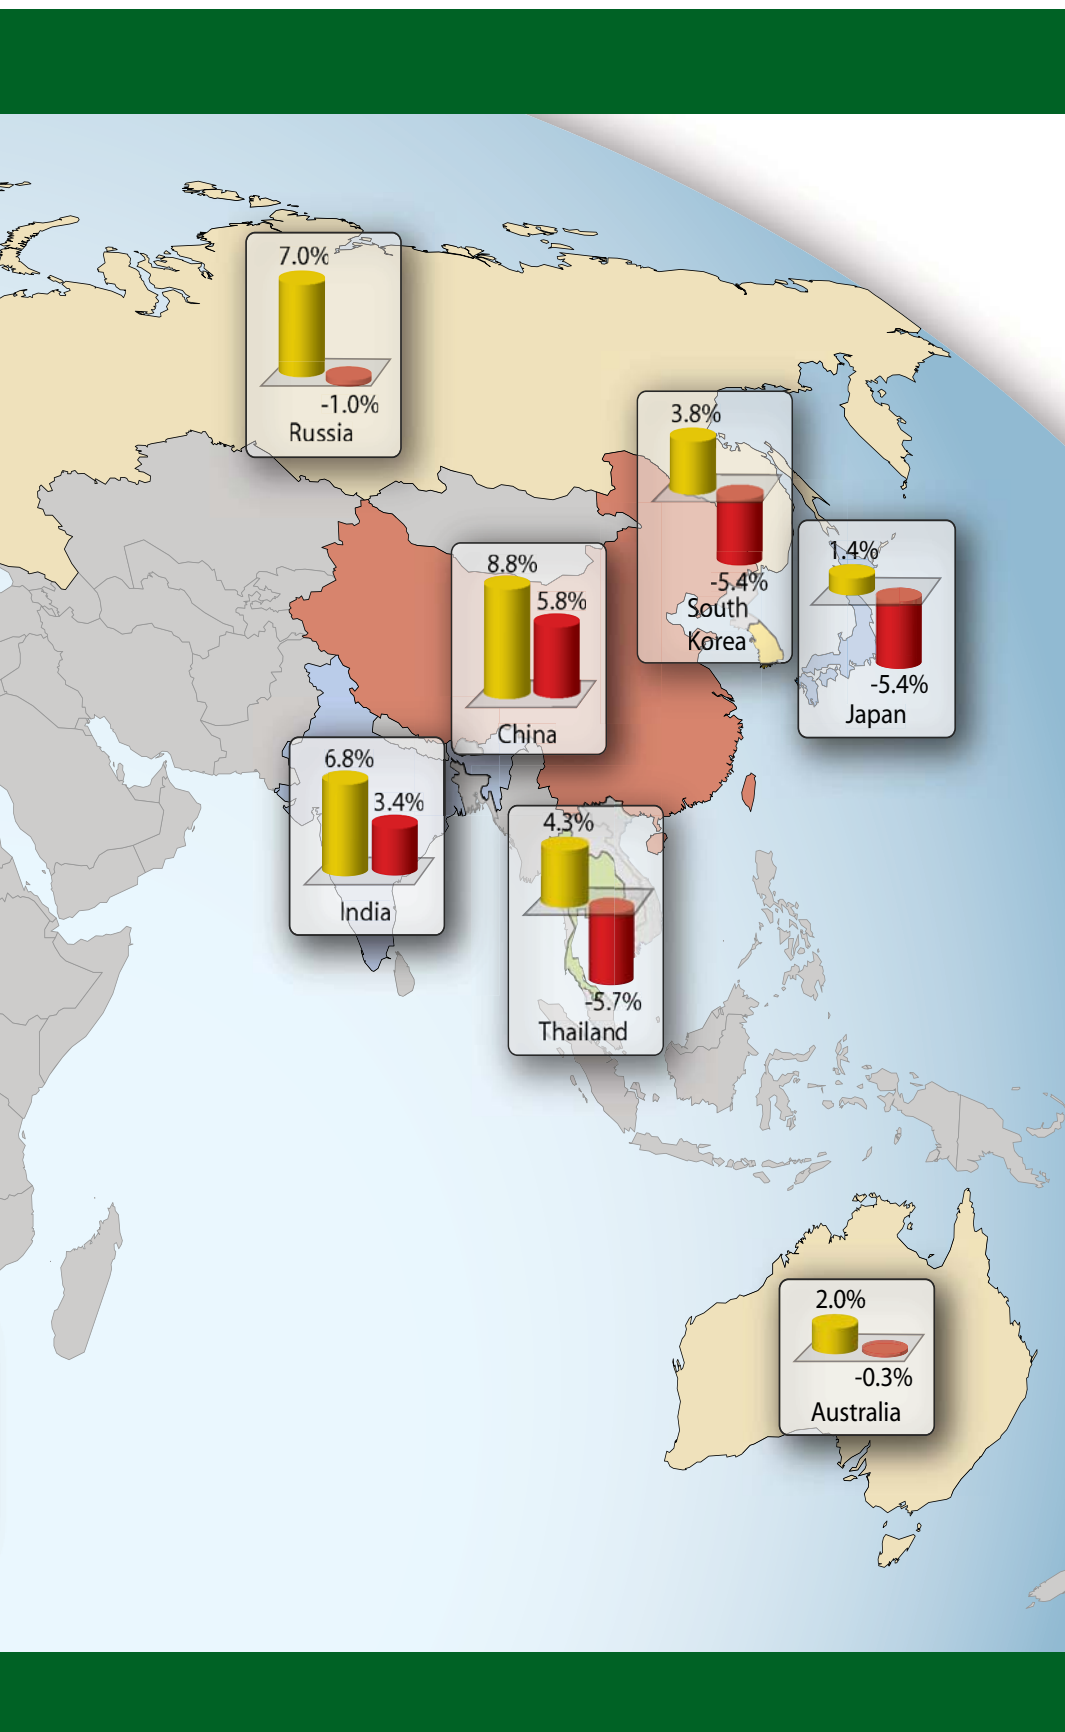 7.0%
-1.0%
Russia
3.8%
-5.4%
South
Korea
1.4%
-5.4%
Japan
8.8%
5.8%
China
6.8%
3.4%
India
4.3%
-5.7%
Thailand
2.0%
-0.3%
Australia